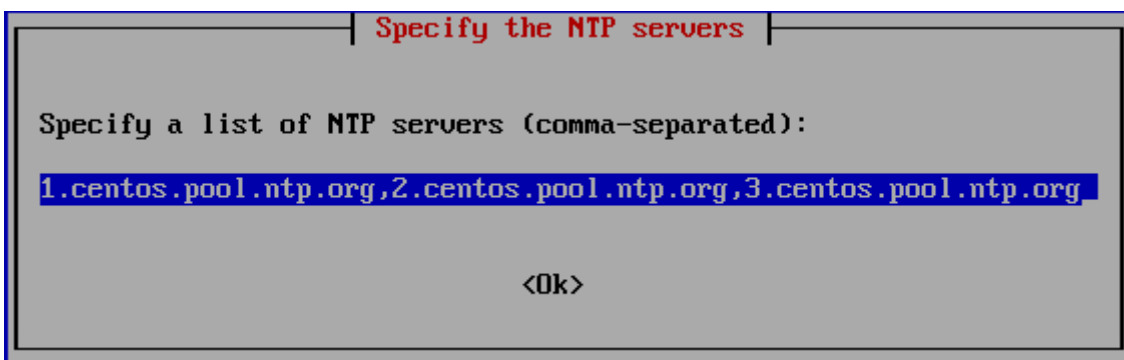 Specify the NTP servers
Specify a list of NTP servers (comma-separated):
1.centos.pool.ntp.org,2.centos.pool.ntp.org,3.centos.pool.ntp.org
<Ok>